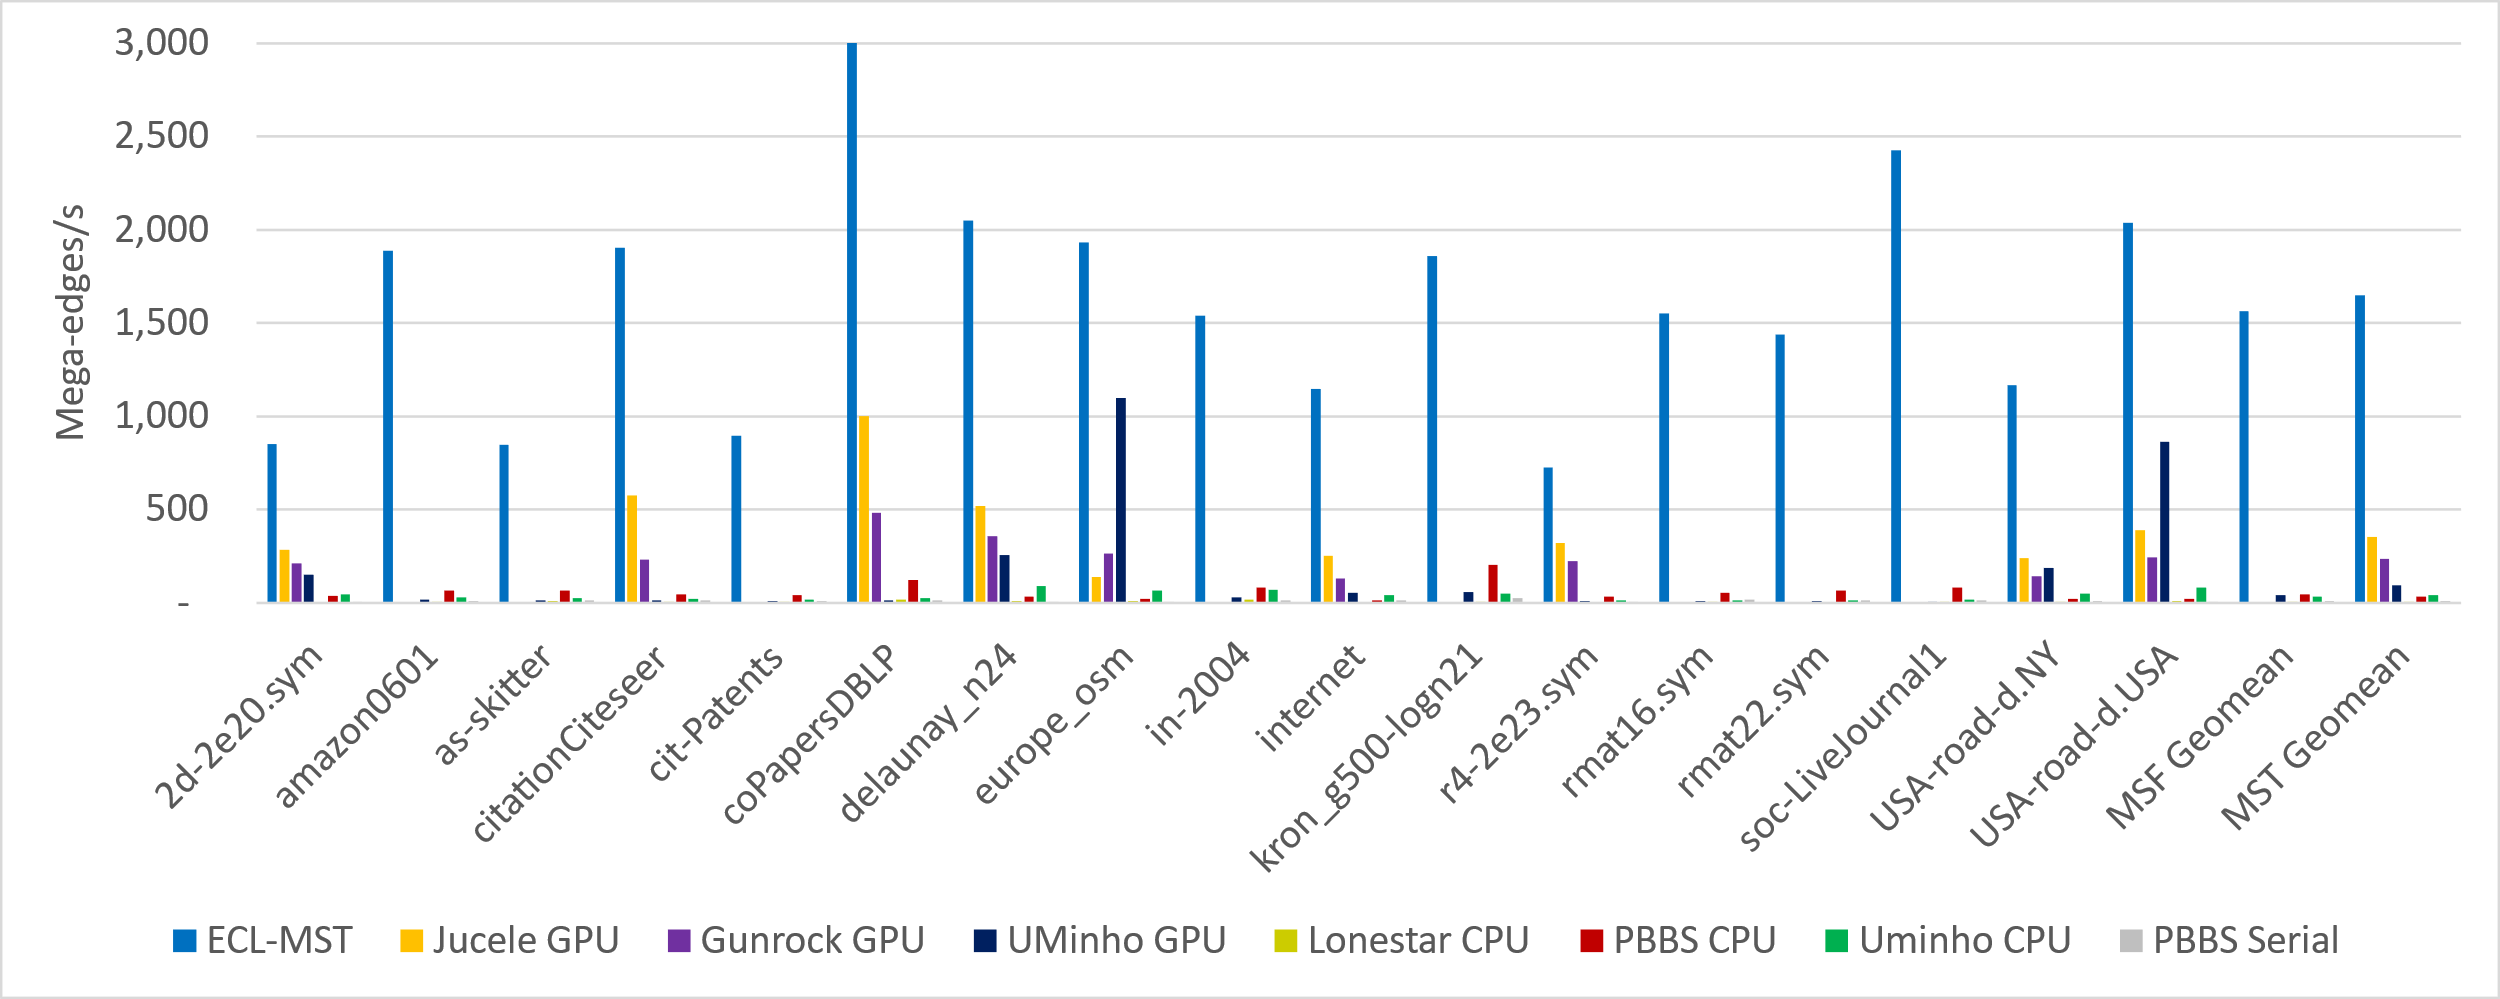 3,000
2,500
2,000
1,500
1,000
500
-
Mega-edges/s
2d-2e20.sym
amazon0601
as-skitter
citationCiteseer
cit-Patents
coPapersDBLP
delaunay_n24
europe_osm
in-2004
internet
kron_g500-logn21
r4-2e23.sym
rmat16.sym
rmat22.sym
soc-LiveJournal1
USA-road-d.NY
USA-road-d.USA
MSF Geomean
MST Geomean
ECL-MST Jucele GPU Gunrock GPU UMinho GPU Lonestar CPU PBBS CPU Uminho CPU PBBS Serial